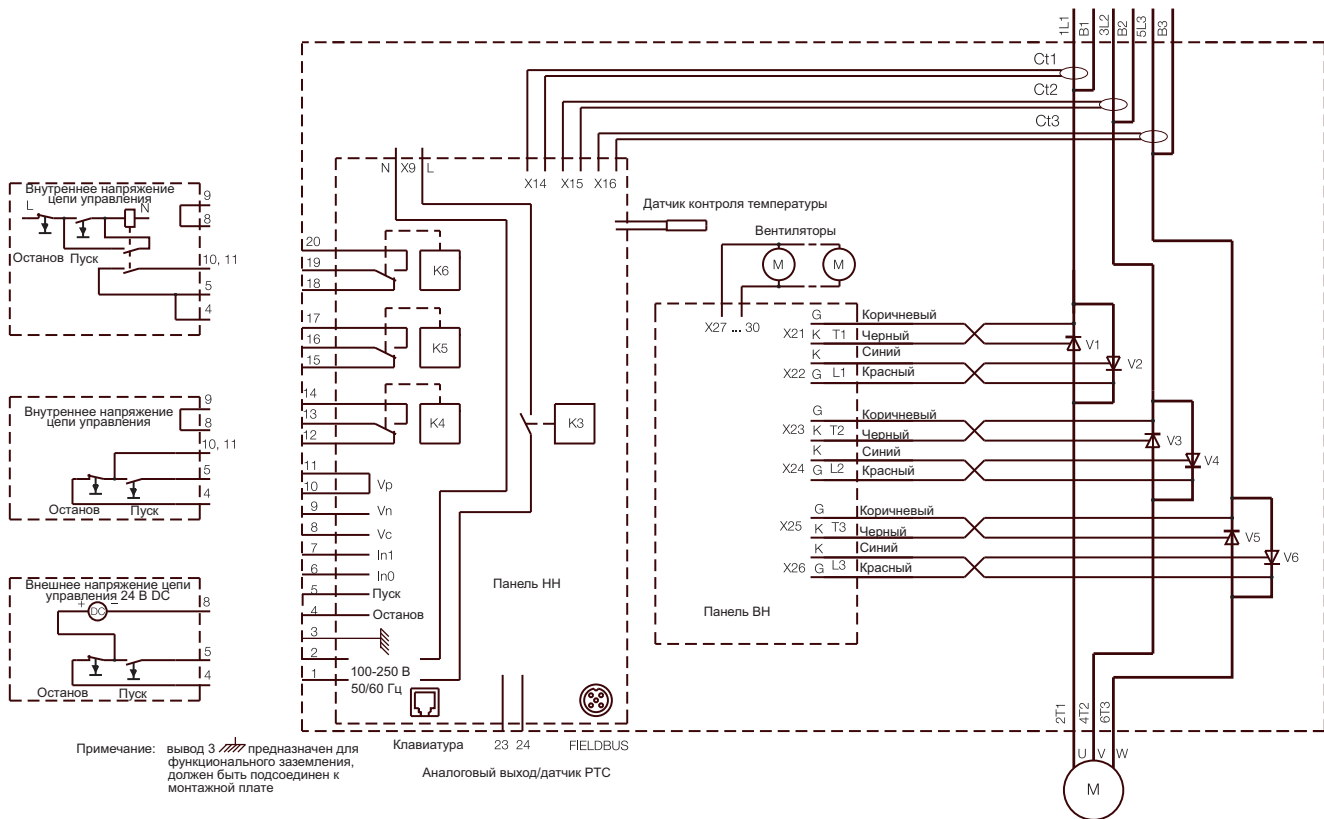 1L1
B1
3L2
B2
5L3
B3
Ct1
Ct2
Ct3
N X9 L
X14 X15 X16
Датчик контроля температуры
Вентиляторы
M M
X27 ... 30
Внутреннее напряжение
цепи управления
L N
Останов Пуск
9
8
10, 11
5
4
Внутреннее напряжение
цепи управления
Останов Пуск
9
8
10, 11
5
4
Внешнее напряжение цепи
управления 24 В DC
+ DC −
Останов Пуск
8
5
4
20
19
18
K6
17
16
15
K5
14
13
12
K4
K3
11
10 Vp
9 Vn
8 Vc
7 In1
6 In0
5 Пуск
4 Останов
3
2
1
100-250 В
50/60 Гц
Панель НН
G Коричневый
X21 K T1 Черный
K Синий
X22 G L1 Красный
V1
V2
G Коричневый
X23 K T2 Черный
K Синий
X24 G L2 Красный
V3
V4
G Коричневый
X25 K T3 Черный
K Синий
X26 G L3 Красный
V5
V6
Панель ВН
2T1
4T2
6T3
U V W
M
Клавиатура
23 24
FIELDBUS
Аналоговый выход/датчик PTC
Примечание: вывод 3 предназначен для
функционального заземления,
должен быть подсоединен к
монтажной плате